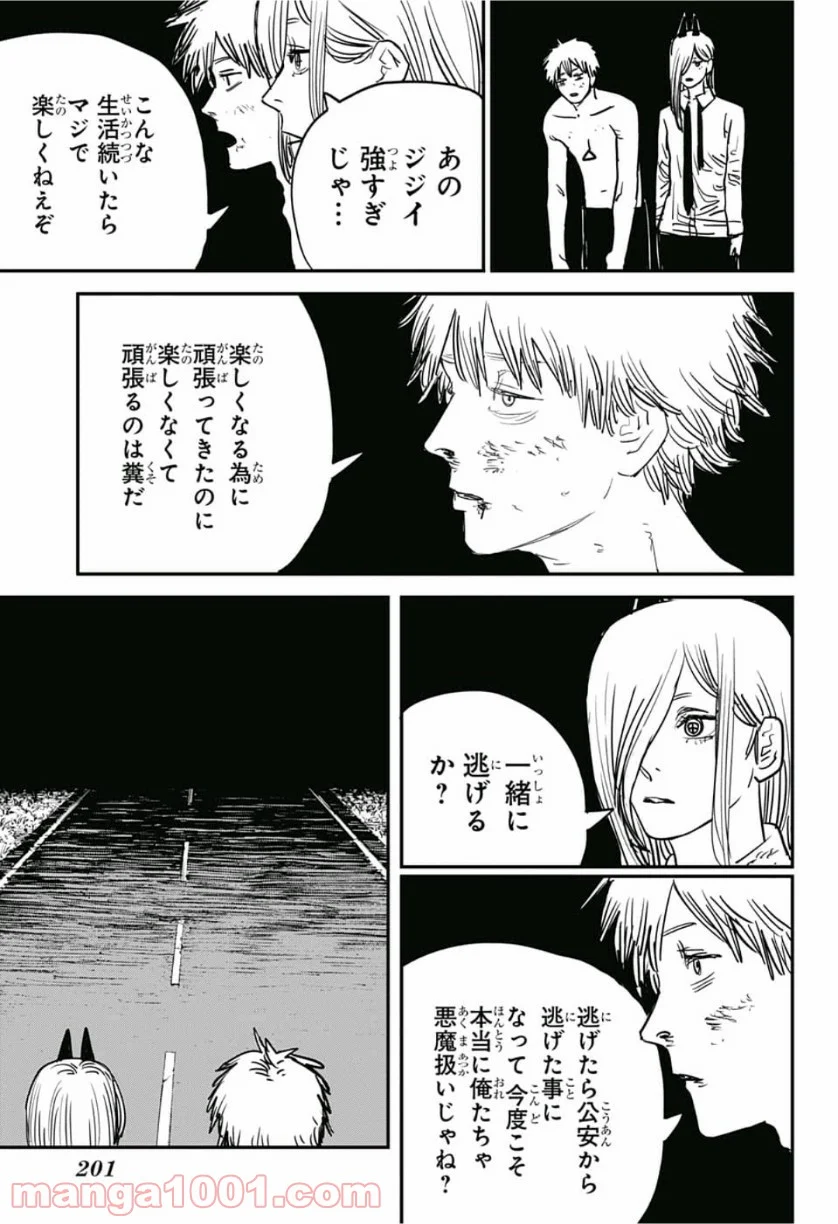 あの
ジジイ
強すぎ
じゃ…
こんな
生活続いたら
マジで
楽しくねえぞ
楽しくなる為に
頑張ってきたのに
楽しくなくて
頑張るのは糞だ
一緒に
逃げる
か？
逃げたら公安から
逃げた事に
なって今度こそ
本当に俺たちゃ
悪魔扱いじゃね？
201
manga1001.com